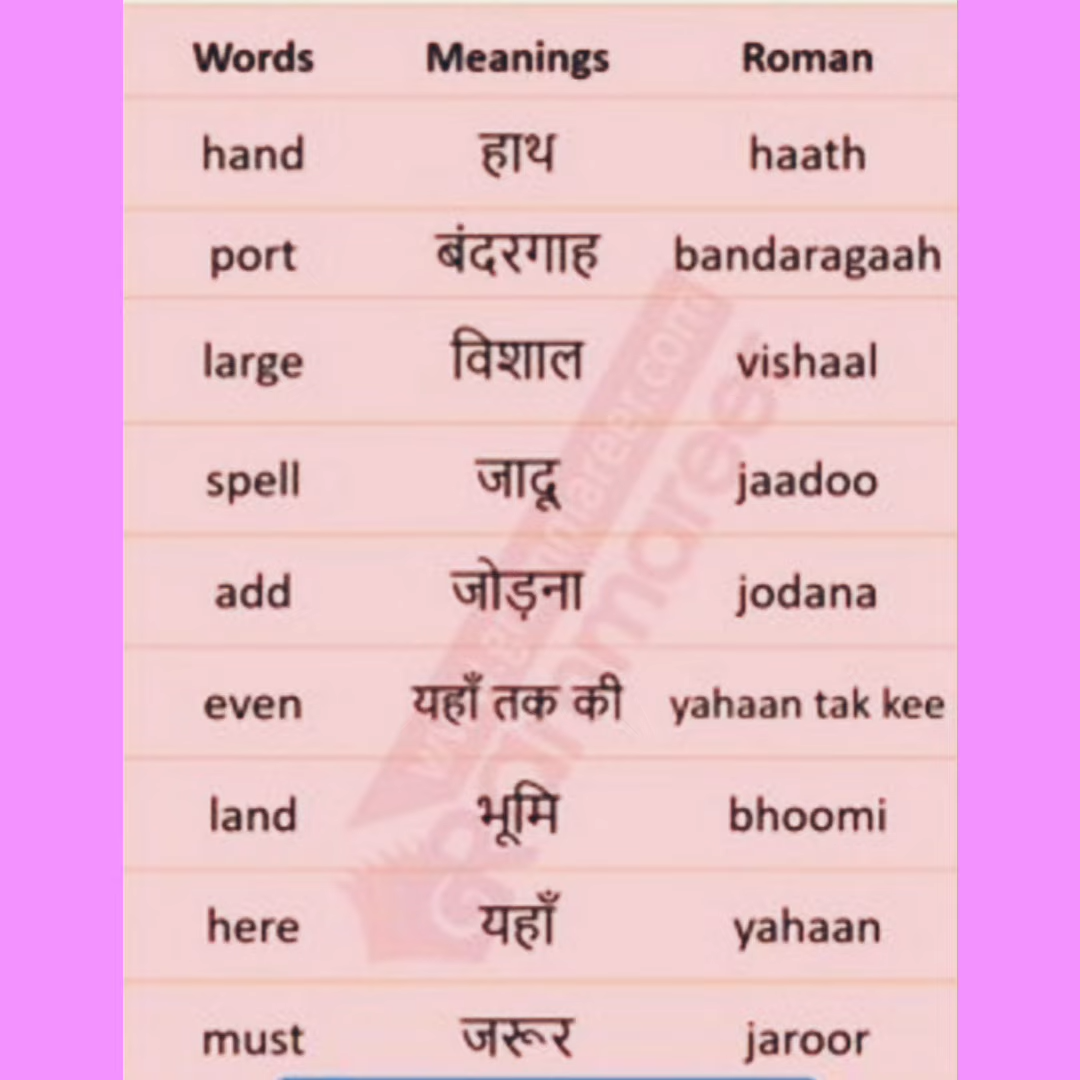 Words Meanings Roman
hand हाथ haath
port बंदरगाह bandaragaah
large विशाल vishaal
spell जादू jaadoo
add जोड़ना jodana
even यहाँ तक की yahaan tak kee
land भूमि bhoomi
here यहाँ yahaan
must जरूर jaroor